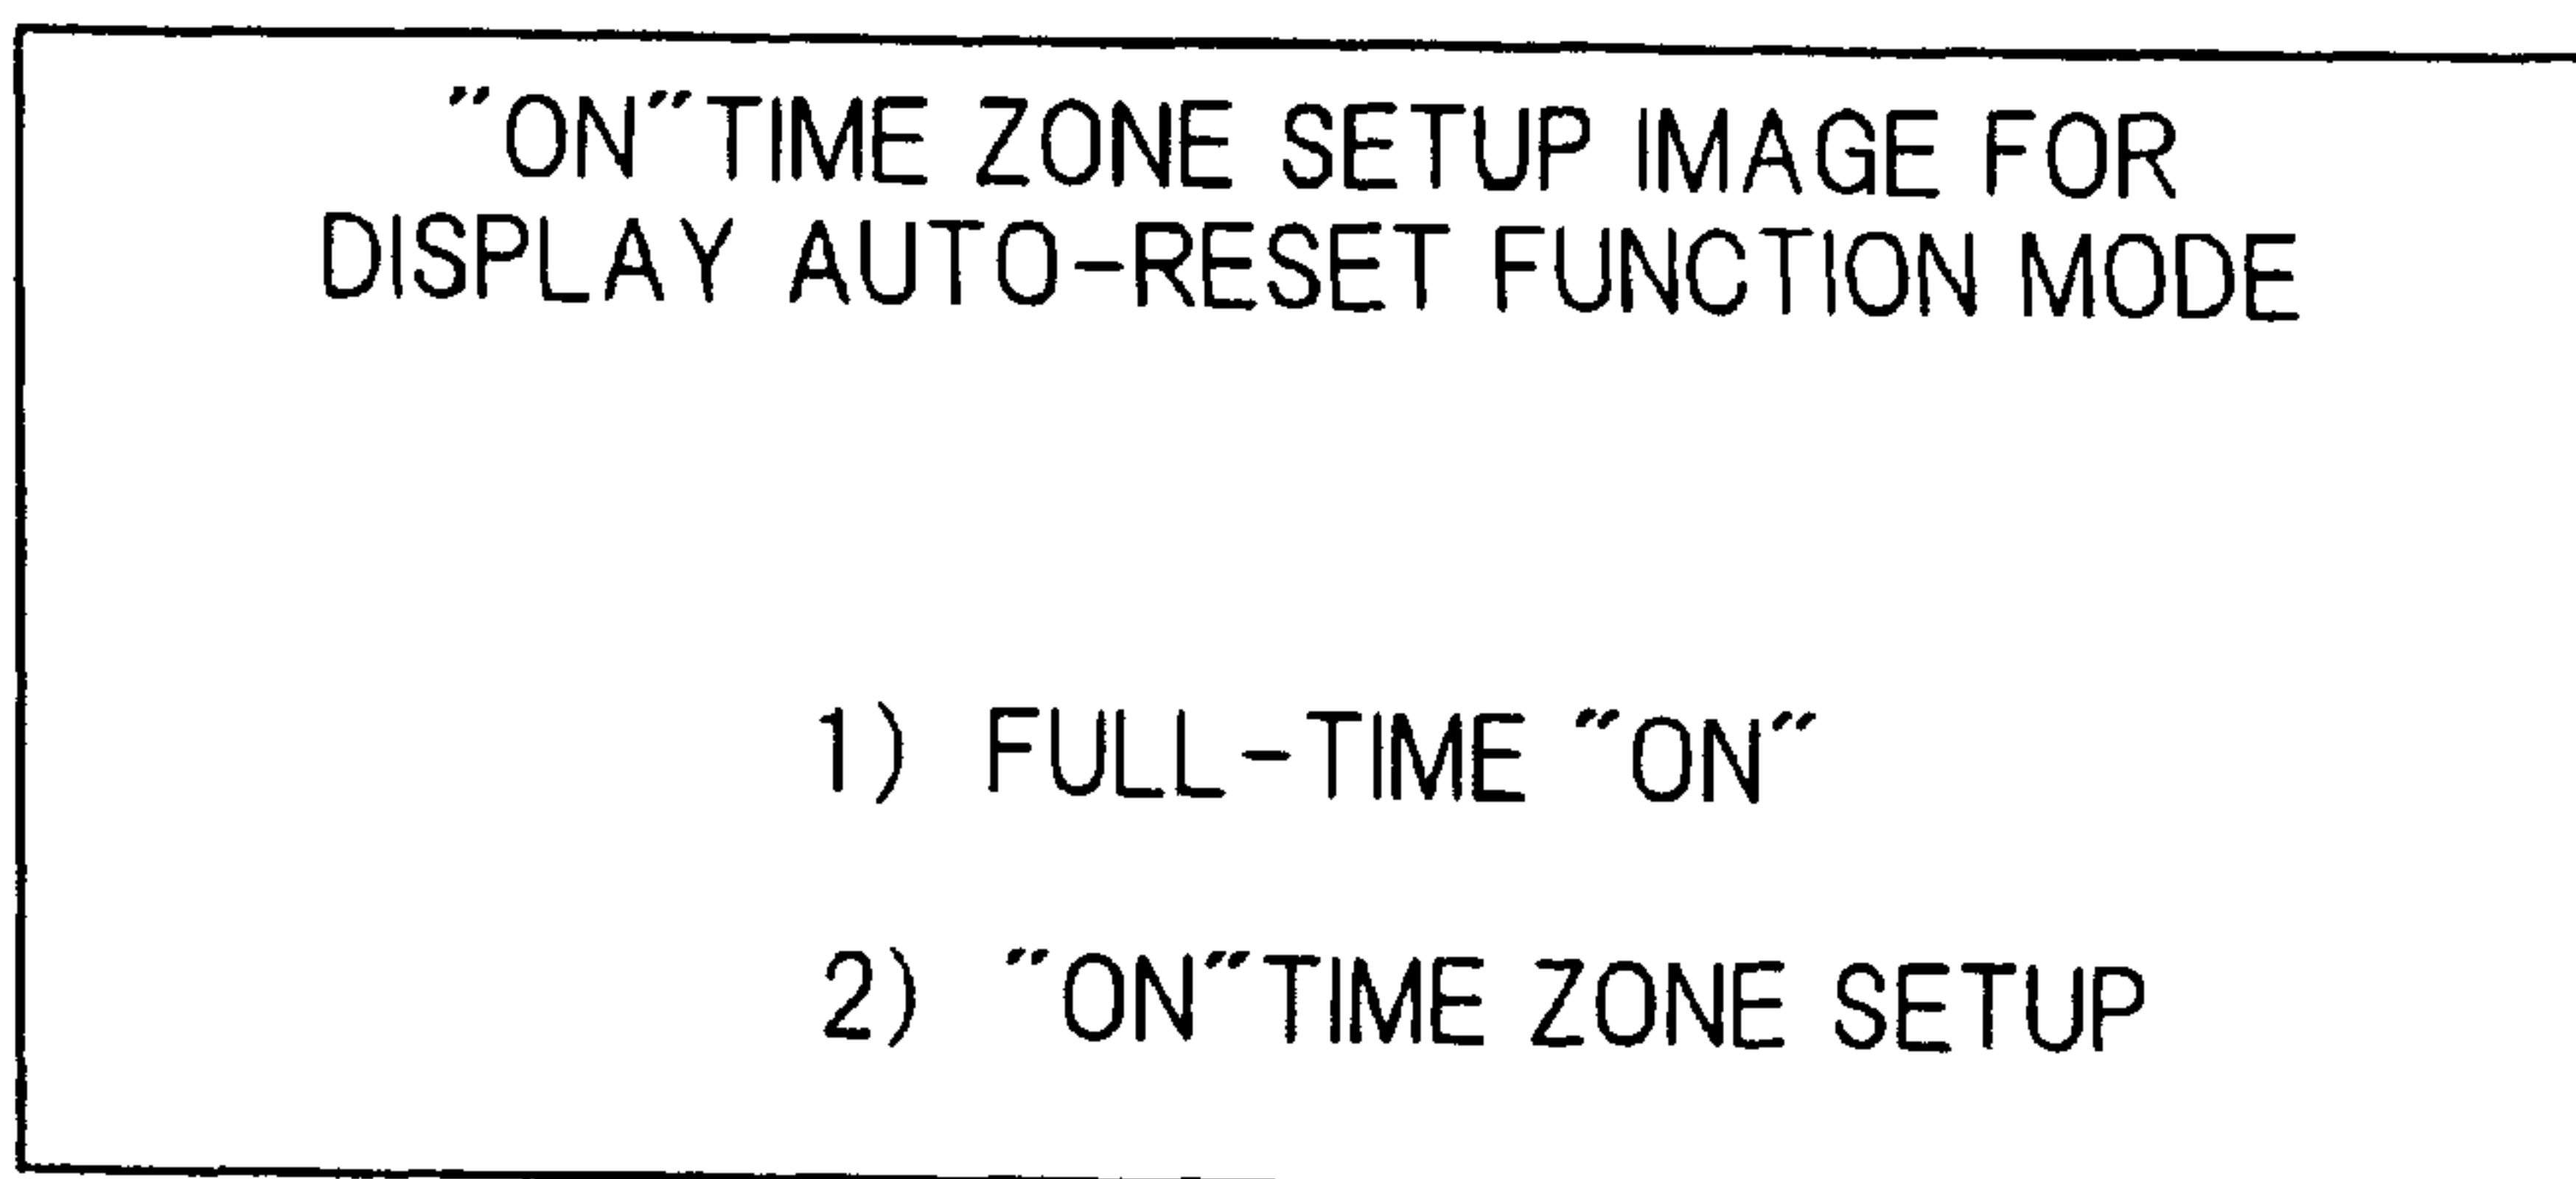 "ON"TIME ZONE SETUP IMAGE FOR
DISPLAY AUTO-RESET FUNCTION MODE
1) FULL-TIME "ON"
2) "ON"TIME ZONE SETUP